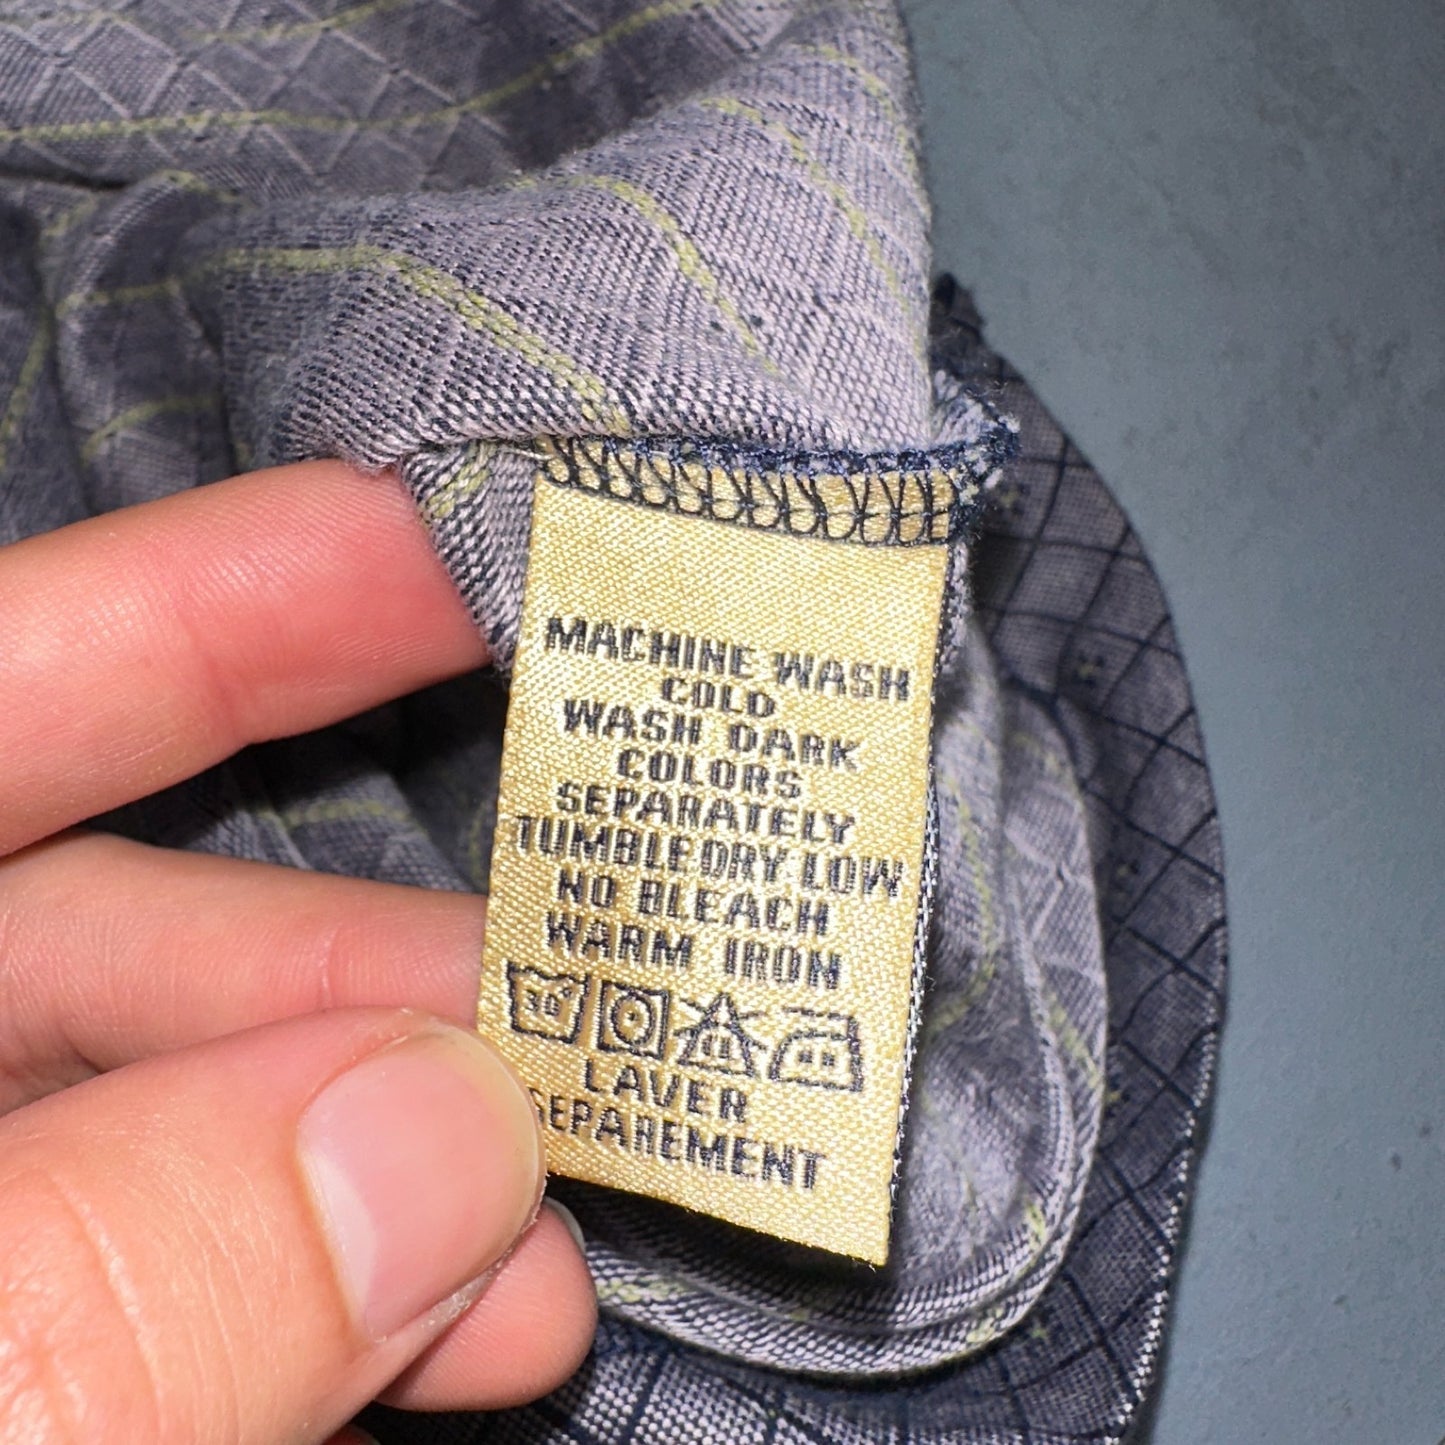 MACHINE WASH
COLD
WASH DARK
COLORS
SEPARATELY
TUMBLE DRY LOW
NO BLEACH
WARM IRON
30
LAVER
SEPAREMENT